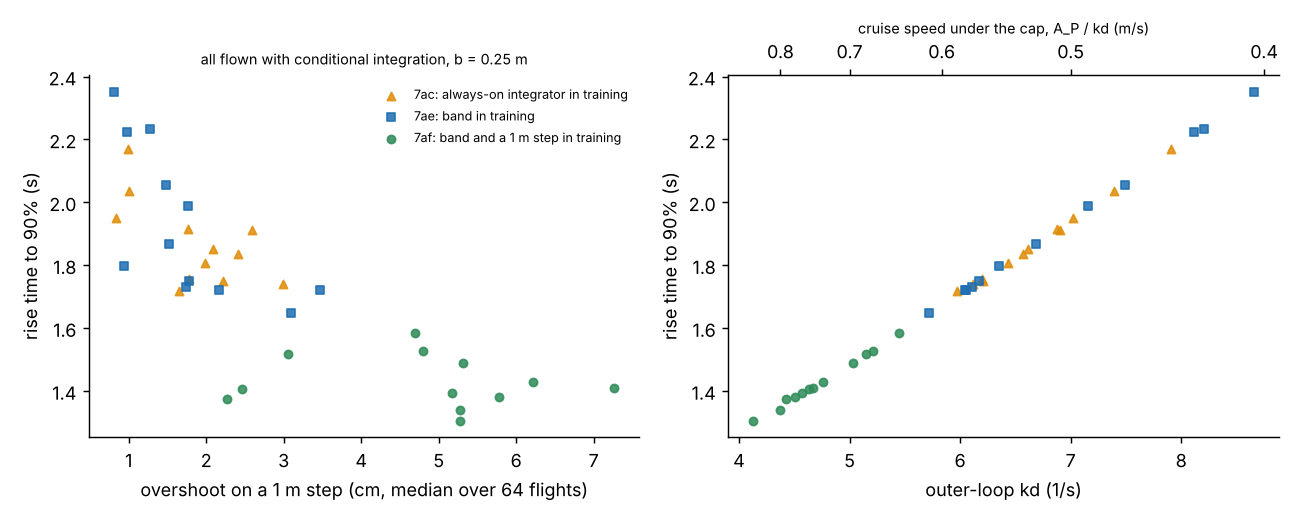 all flown with conditional integration, b = 0.25 m
7ac: always-on integrator in training
7ae: band in training
7af: band and a 1 m step in training
2.4
2.2
2.0
1.8
1.6
1.4
rise time to 90% (s)
1 2 3 4 5 6 7
overshoot on a 1 m step (cm, median over 64 flights)
cruise speed under the cap, A_P / kd (m/s)
0.8 0.7 0.6 0.5 0.4
2.4
2.2
2.0
1.8
1.6
1.4
rise time to 90% (s)
4 5 6 7 8
outer-loop kd (1/s)